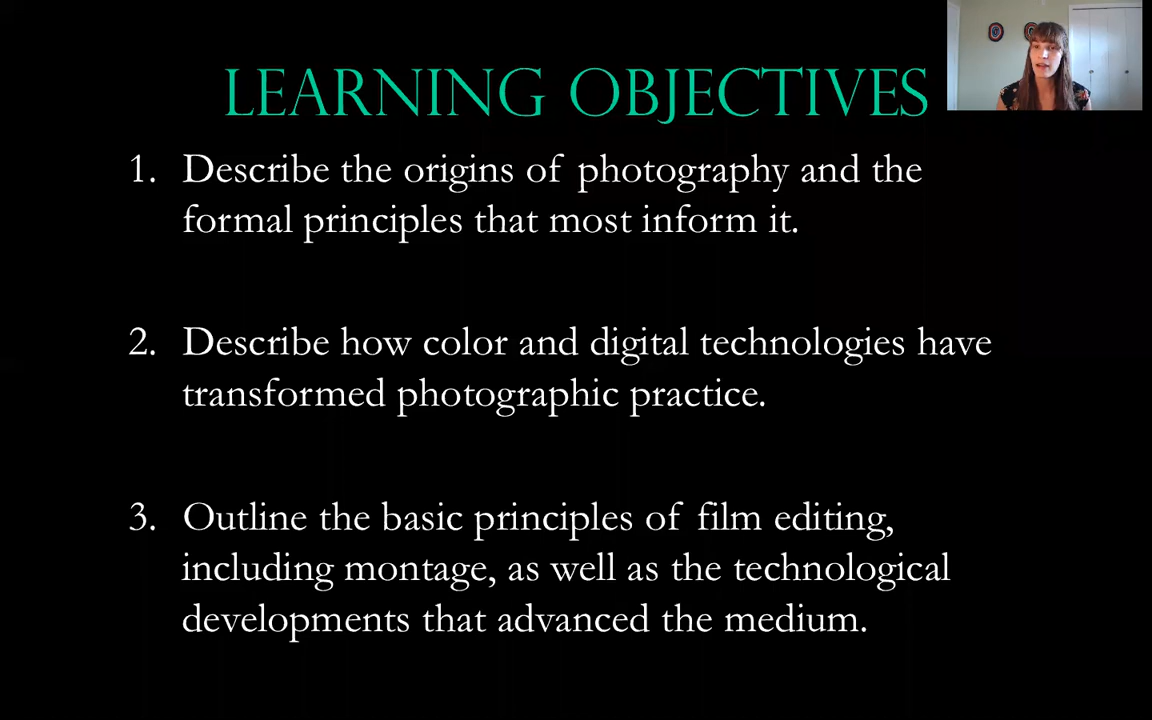 LEARNING OBJECTIVES
1. Describe the origins of photography and the
formal principles that most inform it.
2. Describe how color and digital technologies have
transformed photographic practice.
3. Outline the basic principles of film editing,
including montage, as well as the technological
developments that advanced the medium.